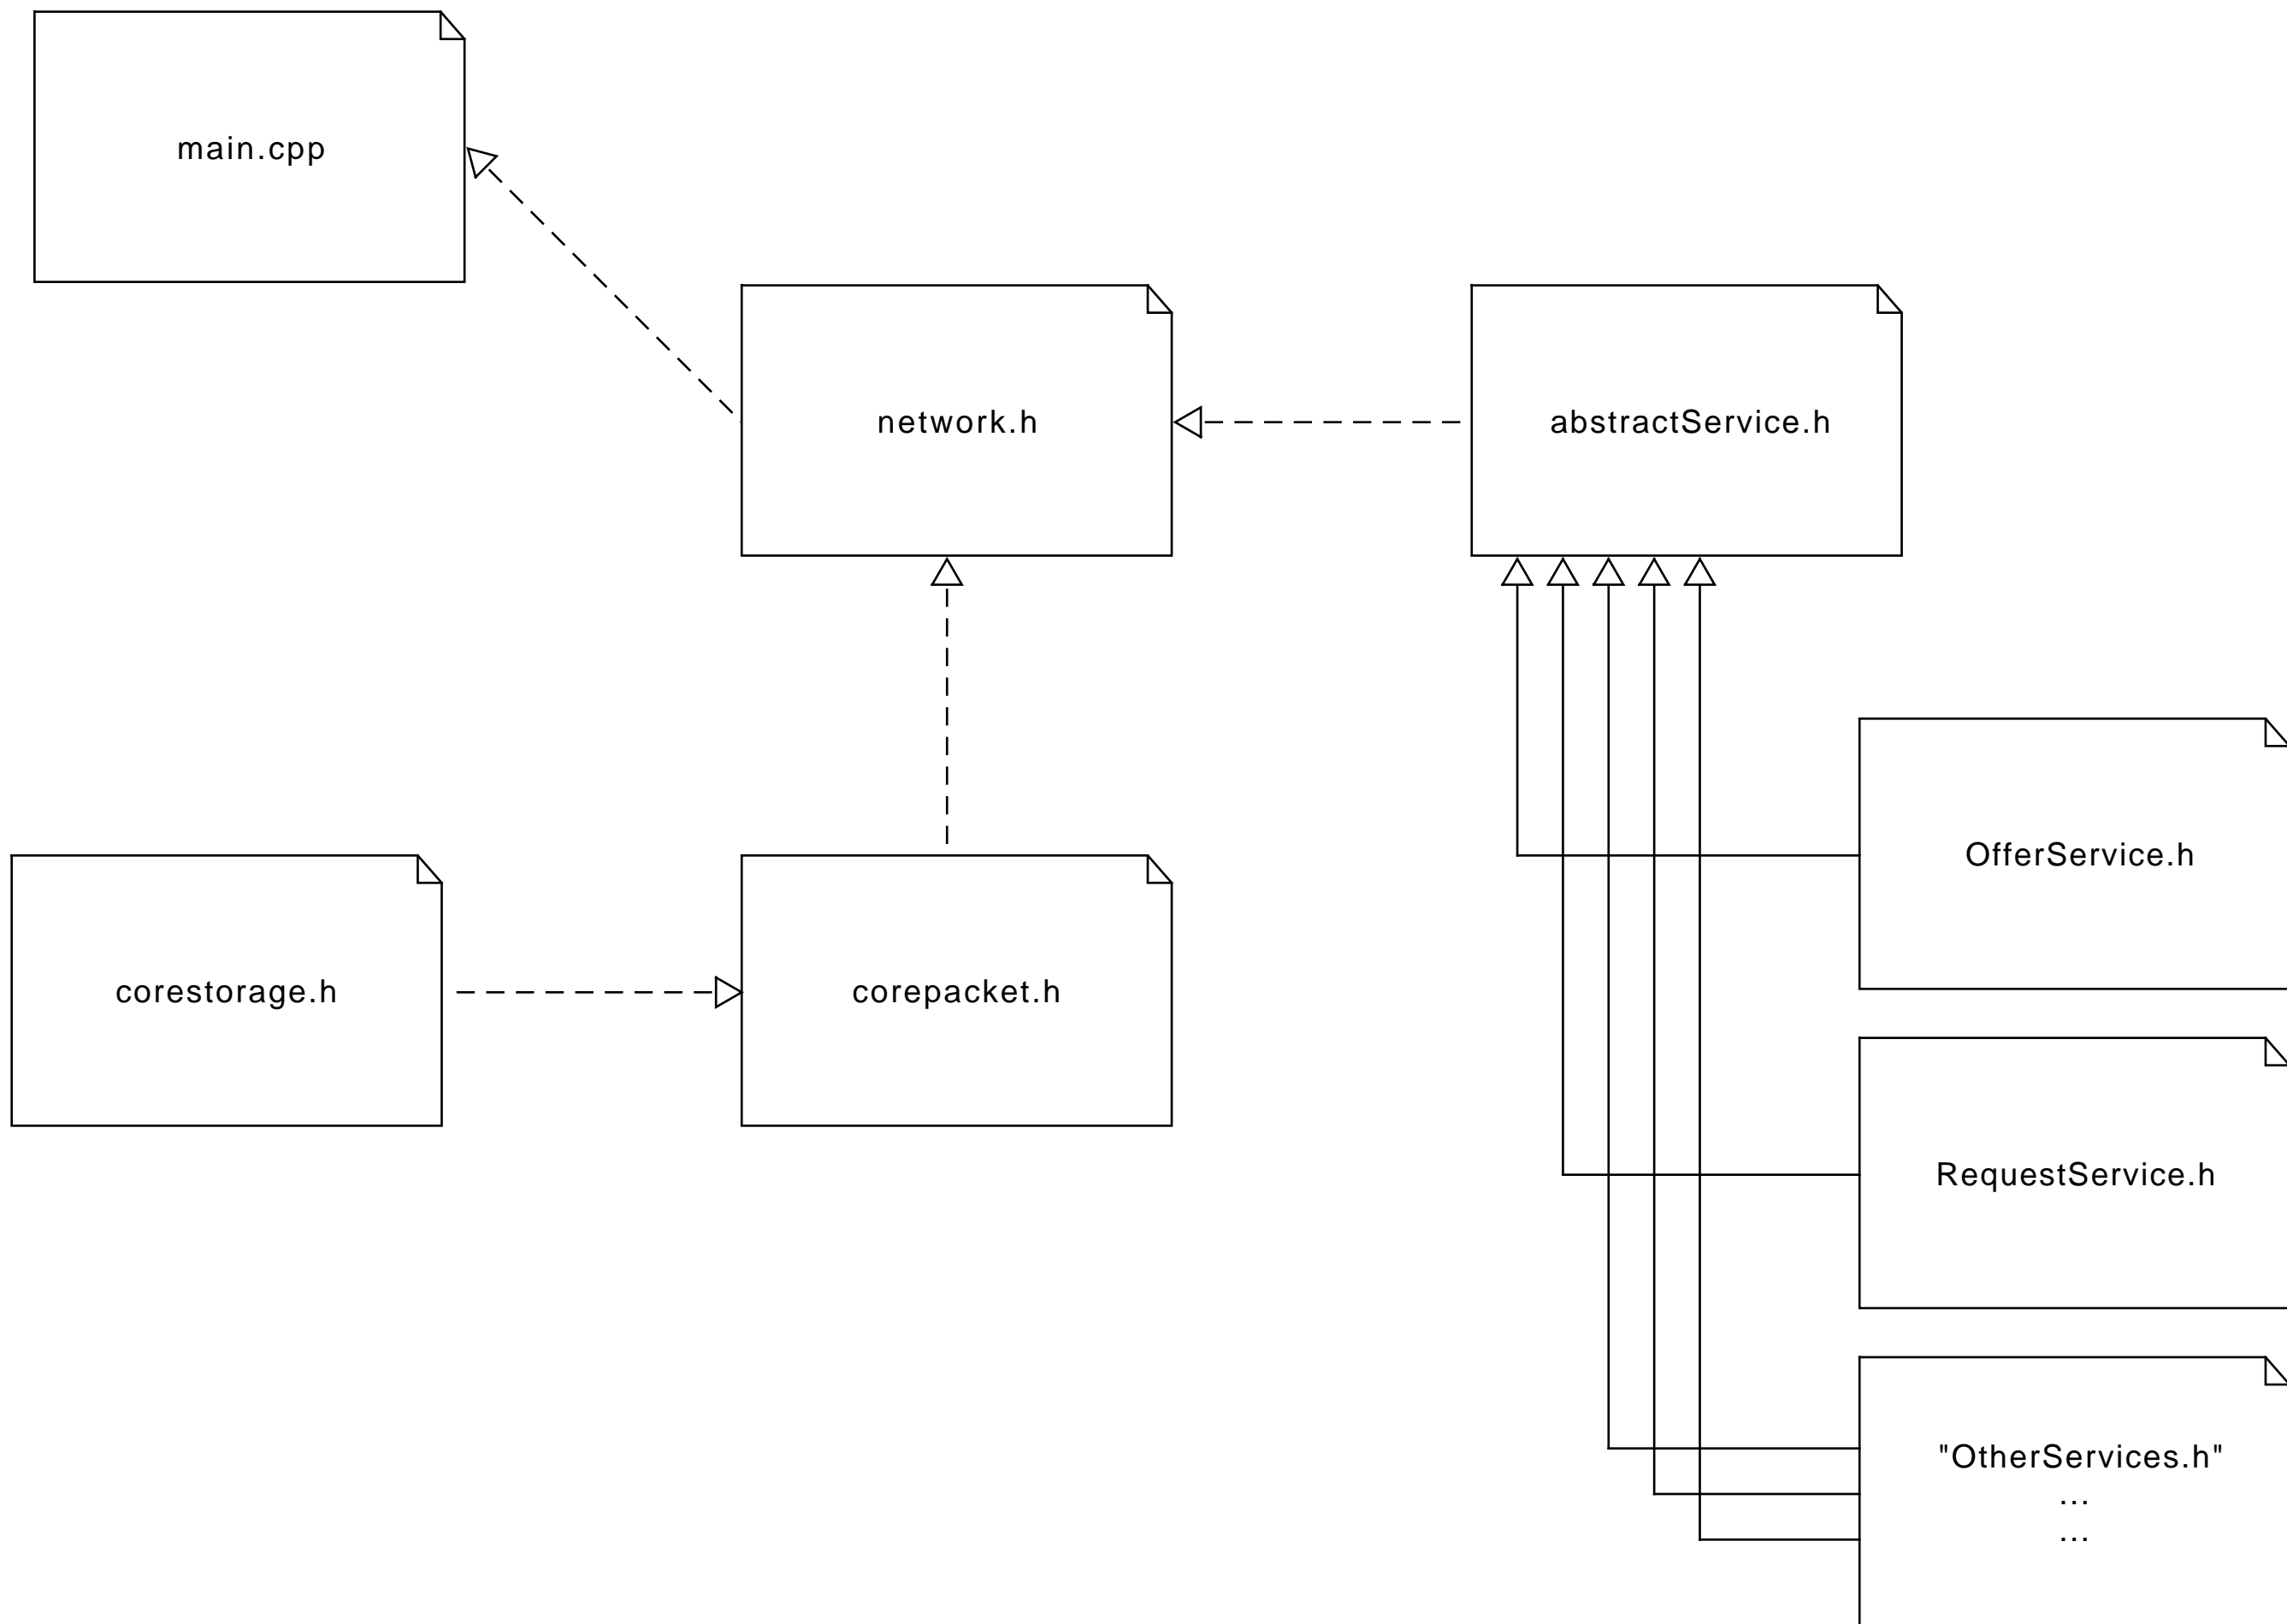 main.cpp
network.h
abstractService.h
OfferService.h
corestorage.h
corepacket.h
RequestService.h
"OtherServices.h"
...
...